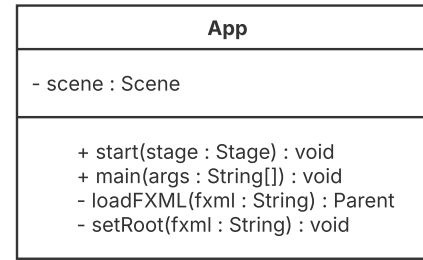 App
- scene : Scene
+ start(stage : Stage) : void
+ main(args : String[]) : void
- loadFXML(fxml : String) : Parent
- setRoot(fxml : String) : void